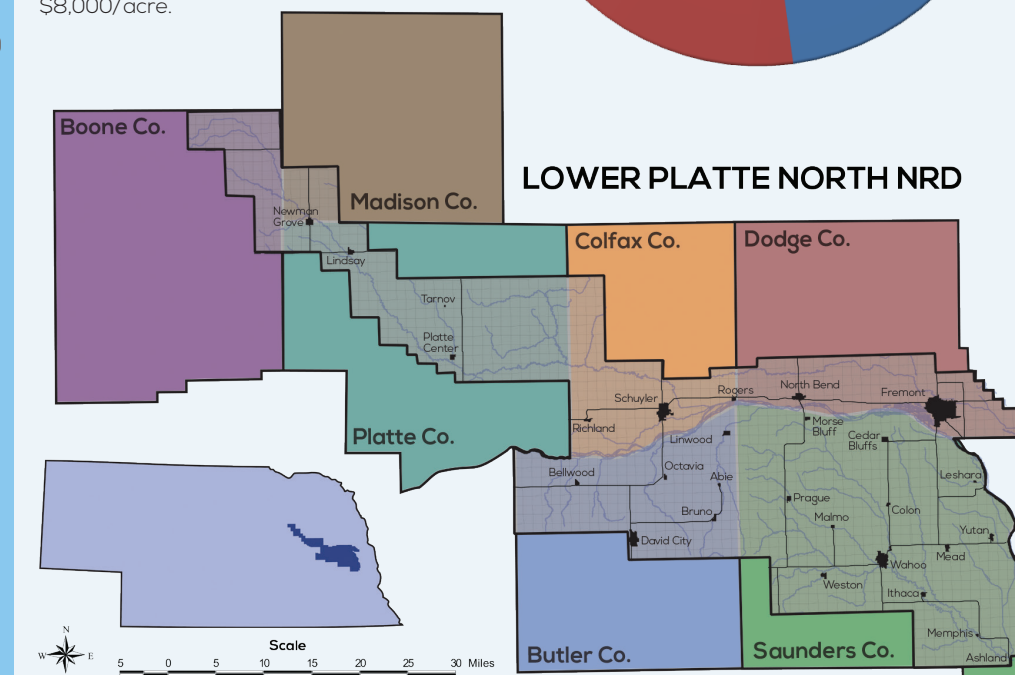 $8,000/acre.
Boone Co.
Madison Co.
LOWER PLATTE NORTH NRD
Newman
Grove
Colfax Co.
Dodge Co.
Lindsay
Tarnov
Platte
Center
Schuyler
Rogers
North Bend
Fremont
Richland
Morse
Bluff
Platte Co.
Linwood
Cedar
Bluffs
Bellwood
Octavia
Abie
Leshara
Prague
Bruno
Malmo
Colon
David City
Yutan
Mead
Wahoo
Weston
Ithaca
Memphis
Butler Co.
Saunders Co.
Ashland
N
W
E
Scale
5 0 5 10 15 20 25 30 Miles